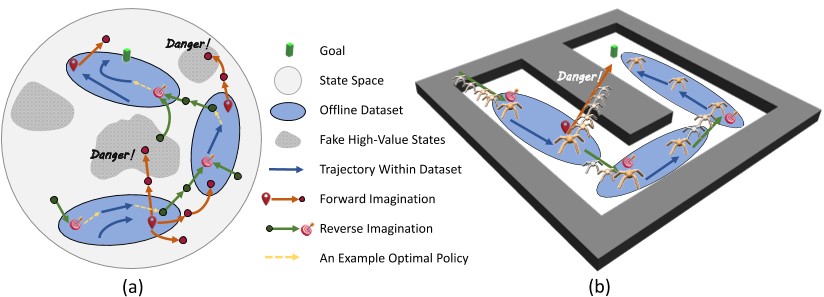 Danger!
Danger!
Goal
State Space
Offline Dataset
Fake High-Value States
Trajectory Within Dataset
Forward Imagination
Reverse Imagination
An Example Optimal Policy
Danger!
(a)
(b)